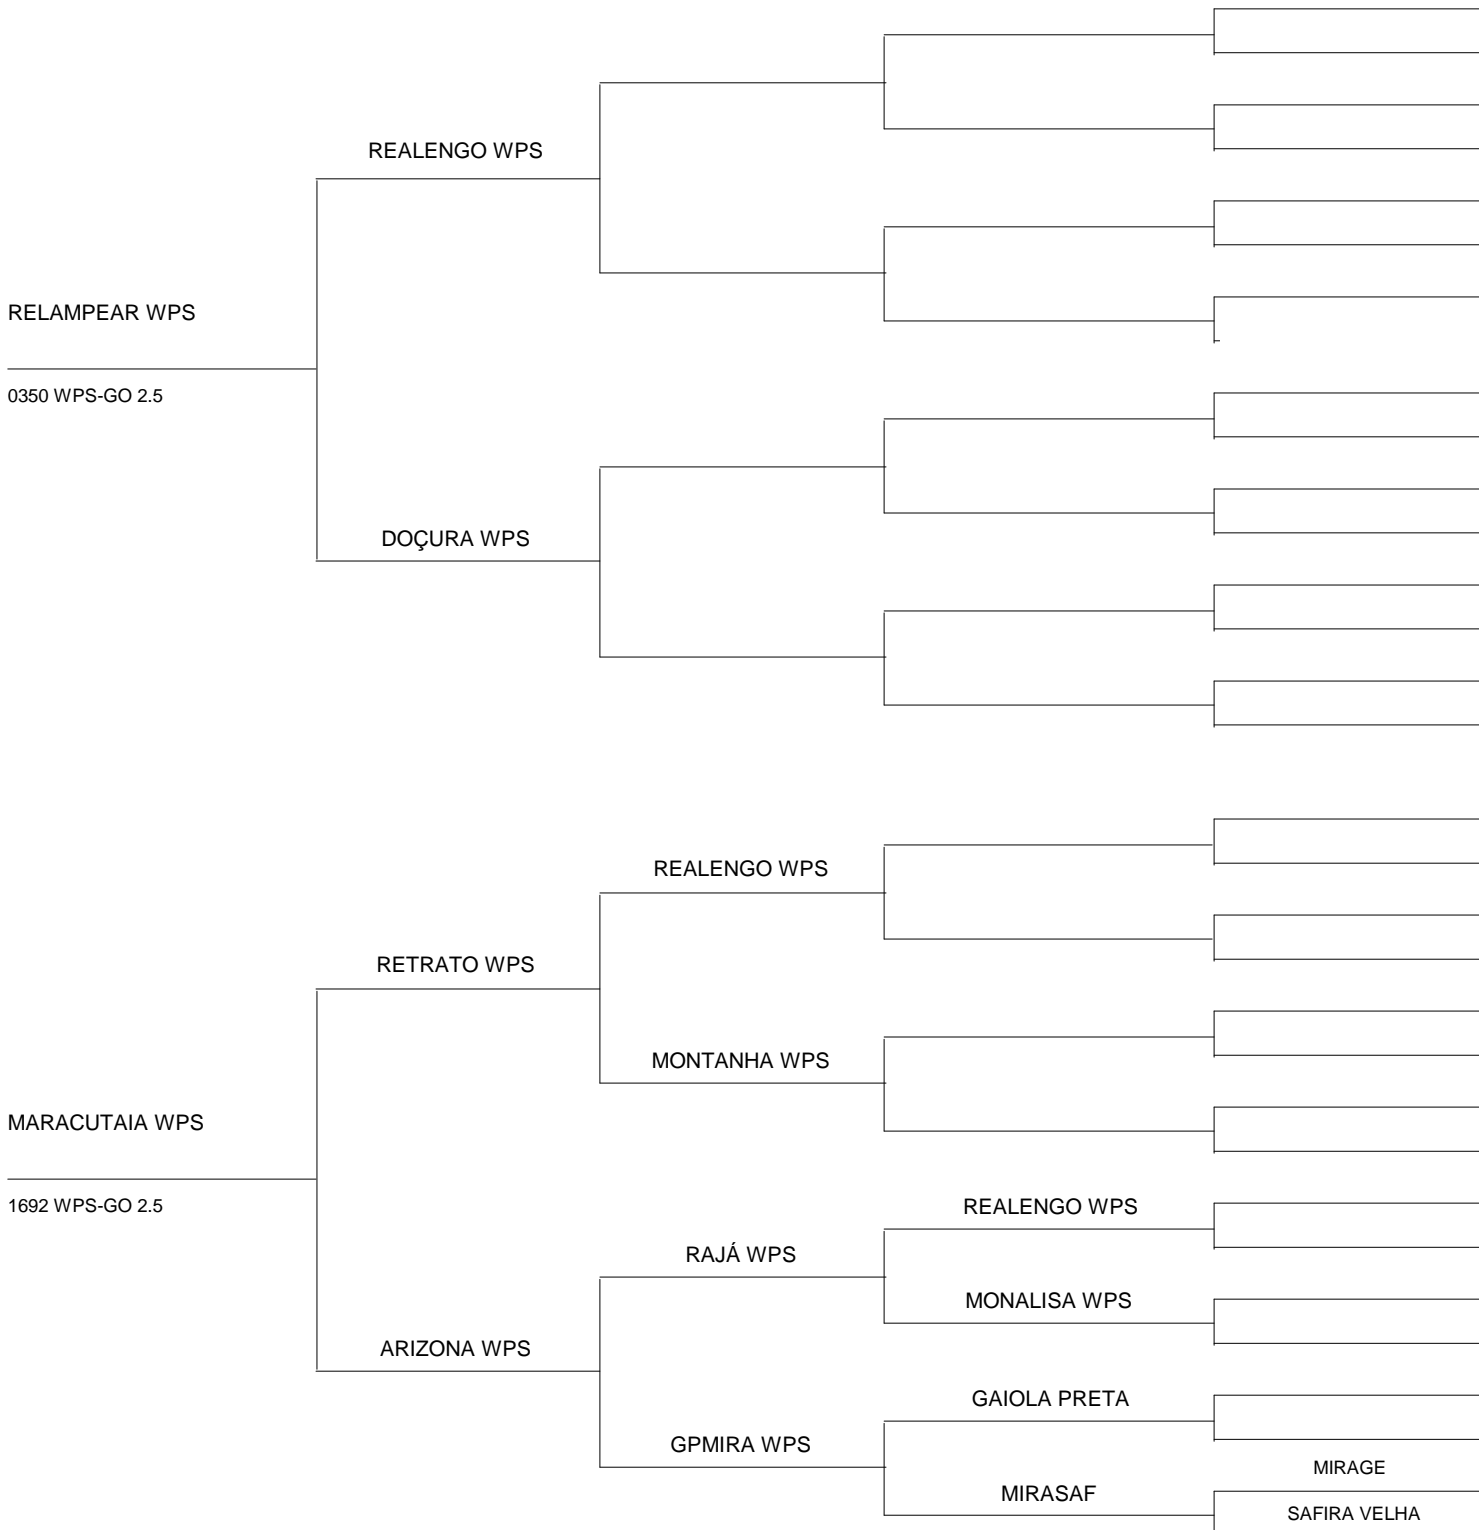 REALENGO WPS
RELAMPEAR WPS
0350 WPS-GO 2.5
DOÇURA WPS
REALENGO WPS
RETRATO WPS
MONTANHA WPS
MARACUTAIA WPS
1692 WPS-GO 2.5
REALENGO WPS
RAJÁ WPS
MONALISA WPS
ARIZONA WPS
GAIOLA PRETA
GPMIRA WPS
MIRAGE
MIRASAF
SAFIRA VELHA